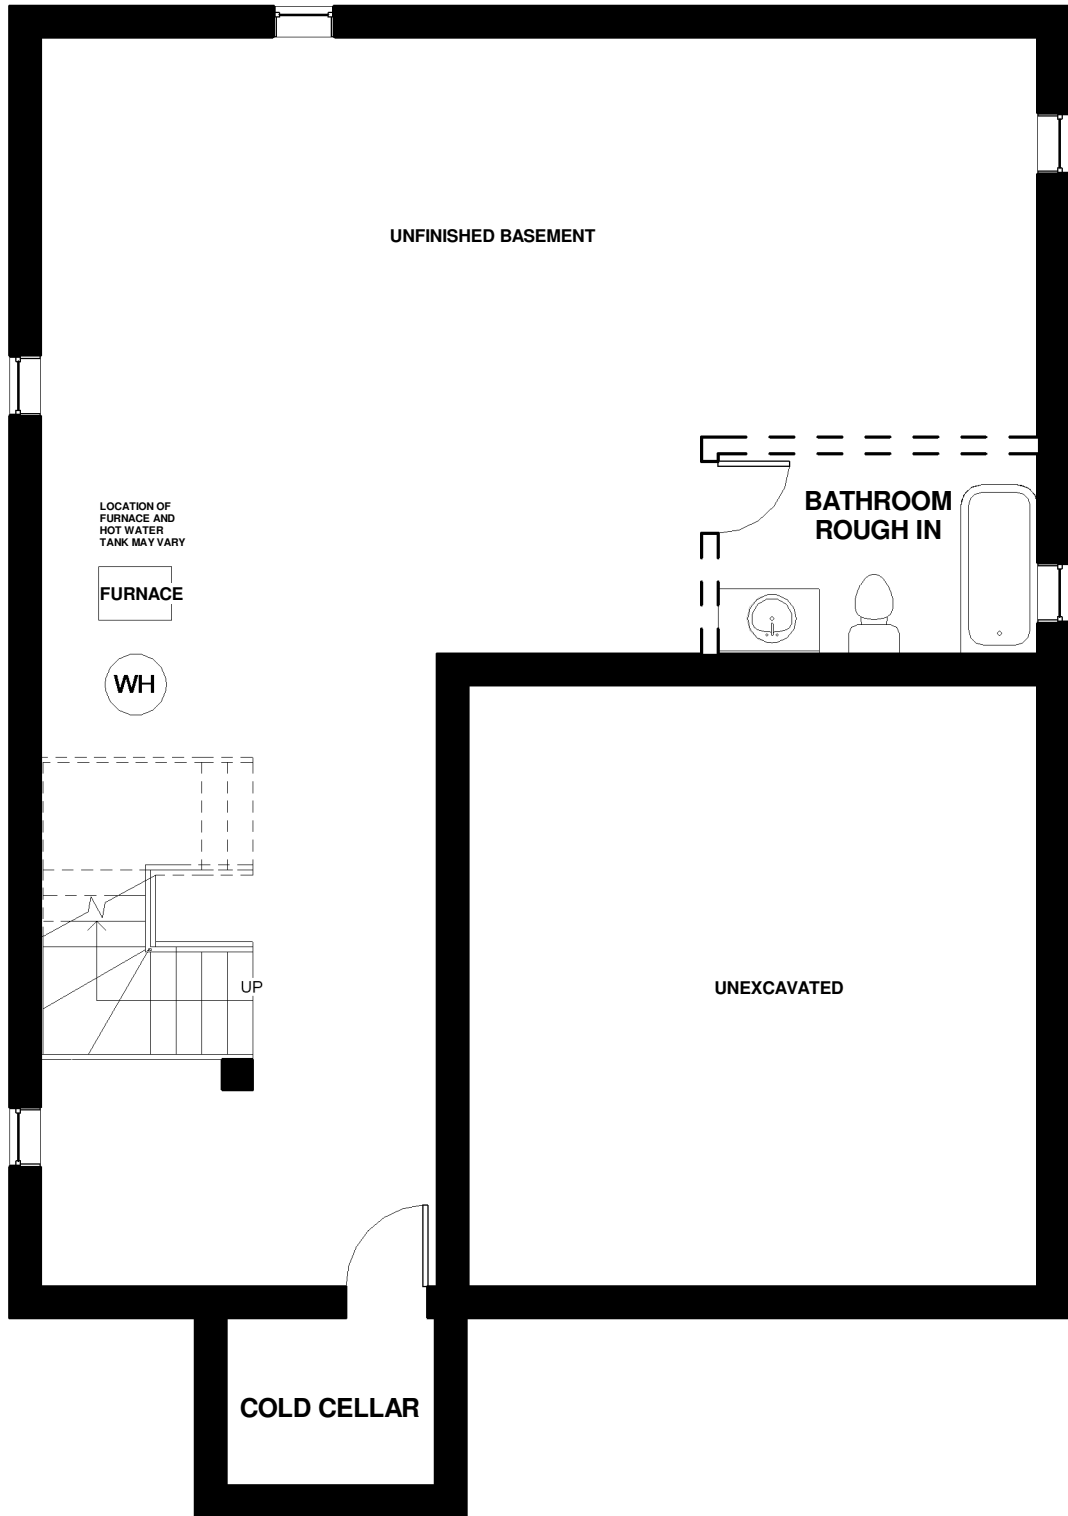 UNFINISHED BASEMENT
BATHROOM
ROUGH IN
LOCATION OF
FURNACE AND
HOT WATER
TANK MAY VARY
FURNACE
WH
UP
UNEXCAVATED
COLD CELLAR